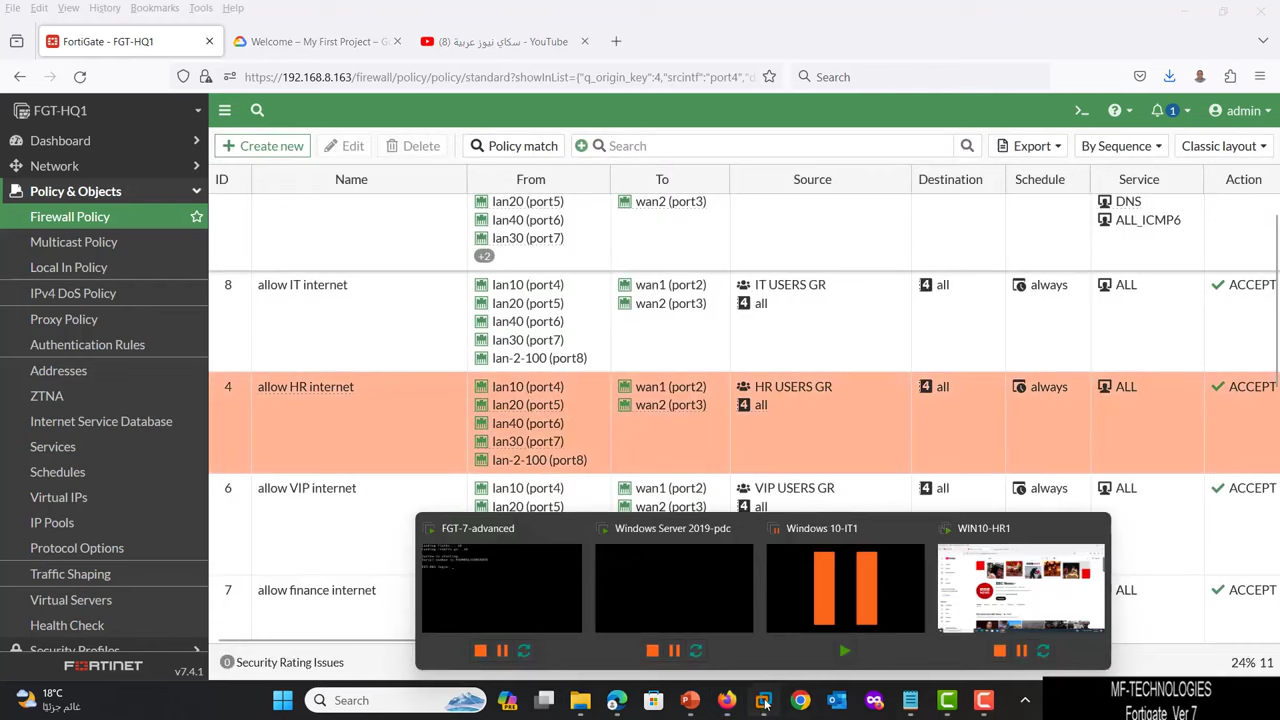 File Edit View History Bookmarks Tools Help
FortiGate - FGT-HQ1
Welcome – My First Project – G
(8) سكاي نيوز عربية - YouTube
https://192.168.8.163/firewall/policy/policy/standard?showInList={"q_origin_key":4,"srcintf":"port4","d
Search
FGT-HQ1
1
admin
Dashboard
Network
Policy & Objects
Firewall Policy
Multicast Policy
Local In Policy
IPv4 DoS Policy
Proxy Policy
Authentication Rules
Addresses
ZTNA
Internet Service Database
Services
Schedules
Virtual IPs
IP Pools
Protocol Options
Traffic Shaping
Virtual Servers
Health Check
Security Profiles
FORTINET v7.4.1
Create new Edit Delete Policy match Search Export By Sequence Classic layout
ID Name From To Source Destination Schedule Service Action
lan20 (port5) wan2 (port3) DNS
lan40 (port6) ALL_ICMP6
lan30 (port7)
+2
8 allow IT internet lan10 (port4) wan1 (port2) IT USERS GR all always ALL ACCEPT
lan20 (port5) wan2 (port3) all
lan40 (port6)
lan30 (port7)
lan-2-100 (port8)
4 allow HR internet lan10 (port4) wan1 (port2) HR USERS GR all always ALL ACCEPT
lan20 (port5) wan2 (port3) all
lan40 (port6)
lan30 (port7)
lan-2-100 (port8)
6 allow VIP internet lan10 (port4) wan1 (port2) VIP USERS GR all always ALL ACCEPT
lan20 (port5) wan2 (port3) all
7 allow finance internet ALL ACCEPT
FGT-7-advanced Windows Server 2019-pdc Windows 10-IT1 WIN10-HR1
0 Security Rating Issues 24% 11
18°C
غائم جزئيًا
Search
MF-TECHNOLOGIES
Fortigate Ver 7